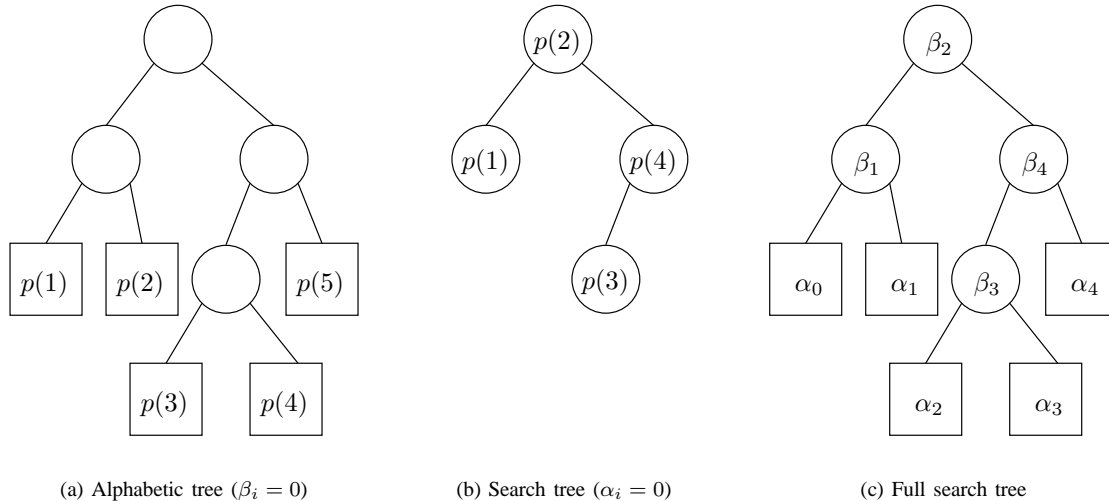 p(2)
β₂
p(1)
p(4)
β₁
β₄
p(1)
p(2)
p(5)
p(3)
α₀
α₁
β₃
α₄
p(3)
p(4)
α₂
α₃
(a) Alphabetic tree (βᵢ = 0)
(b) Search tree (αᵢ = 0)
(c) Full search tree